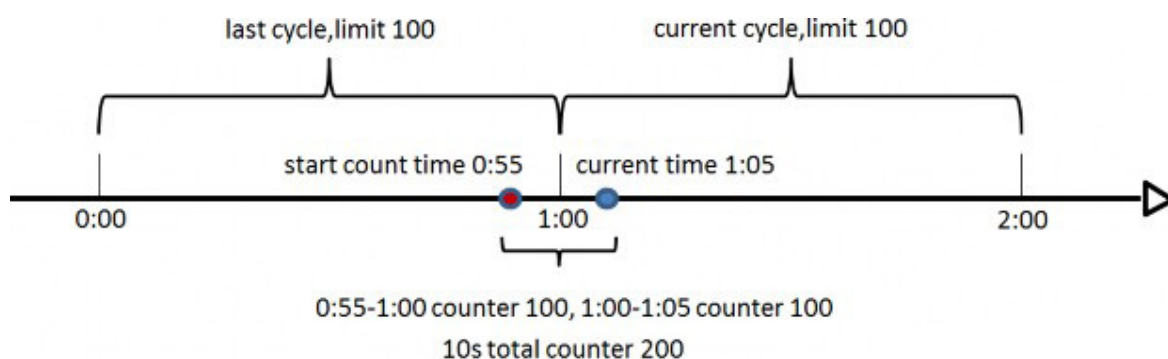 last cycle,limit 100
current cycle,limit 100
start count time 0:55
current time 1:05
0:00
1:00
2:00
0:55-1:00 counter 100, 1:00-1:05 counter 100
10s total counter 200